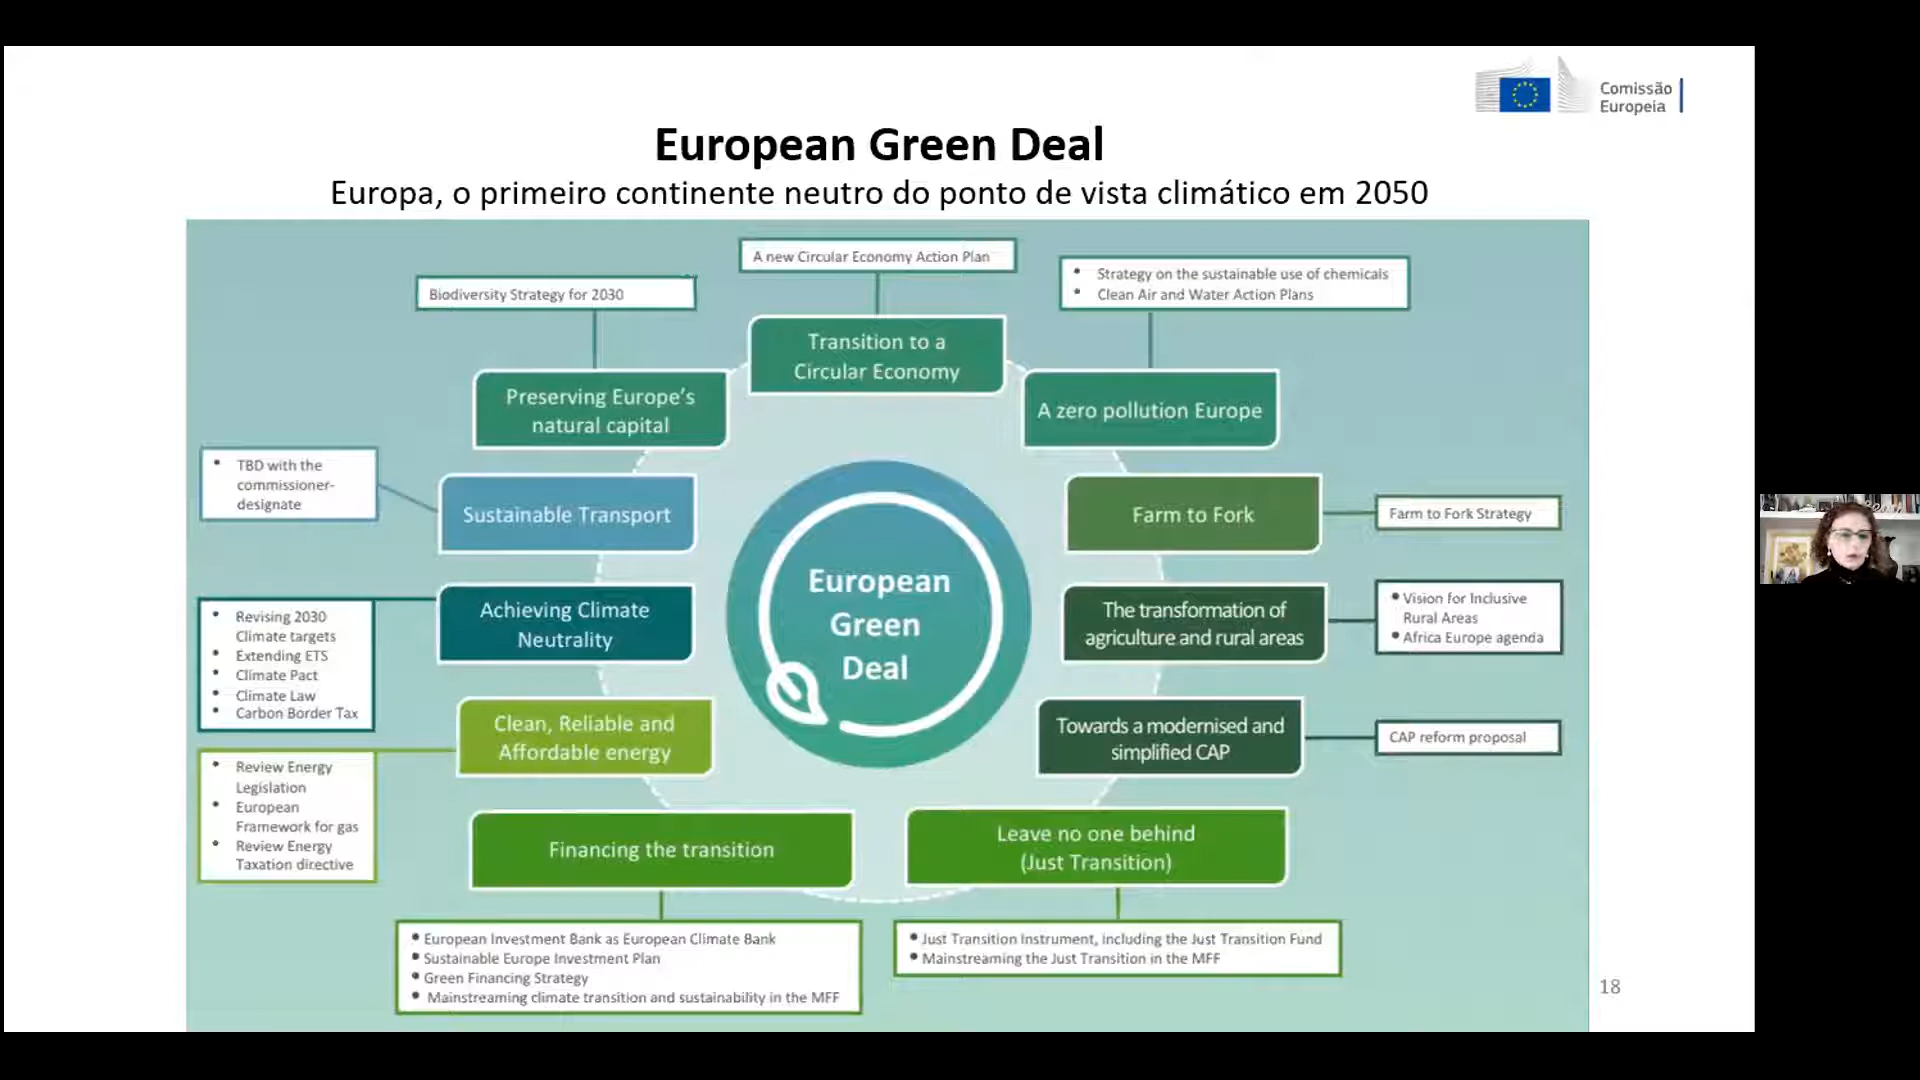 Comissão
Europeia
European Green Deal
Europa, o primeiro continente neutro do ponto de vista climático em 2050
A new Circular Economy Action Plan
Biodiversity Strategy for 2030
• Strategy on the sustainable use of chemicals
• Clean Air and Water Action Plans
Transition to a
Circular Economy
Preserving Europe's
natural capital
A zero pollution Europe
• TBD with the
commissioner-
designate
Sustainable Transport
Farm to Fork
Farm to Fork Strategy
European
Green
Deal
• Revising 2030
Climate targets
• Extending ETS
• Climate Pact
• Climate Law
• Carbon Border Tax
Achieving Climate
Neutrality
The transformation of
agriculture and rural areas
• Vision for Inclusive
Rural Areas
• Africa Europe agenda
Clean, Reliable and
Affordable energy
Towards a modernised and
simplified CAP
CAP reform proposal
• Review Energy
Legislation
• European
Framework for gas
• Review Energy
Taxation directive
Financing the transition
Leave no one behind
(Just Transition)
• European Investment Bank as European Climate Bank
• Sustainable Europe Investment Plan
• Green Financing Strategy
• Mainstreaming climate transition and sustainability in the MFF
• Just Transition Instrument, including the Just Transition Fund
• Mainstreaming the Just Transition in the MFF
18